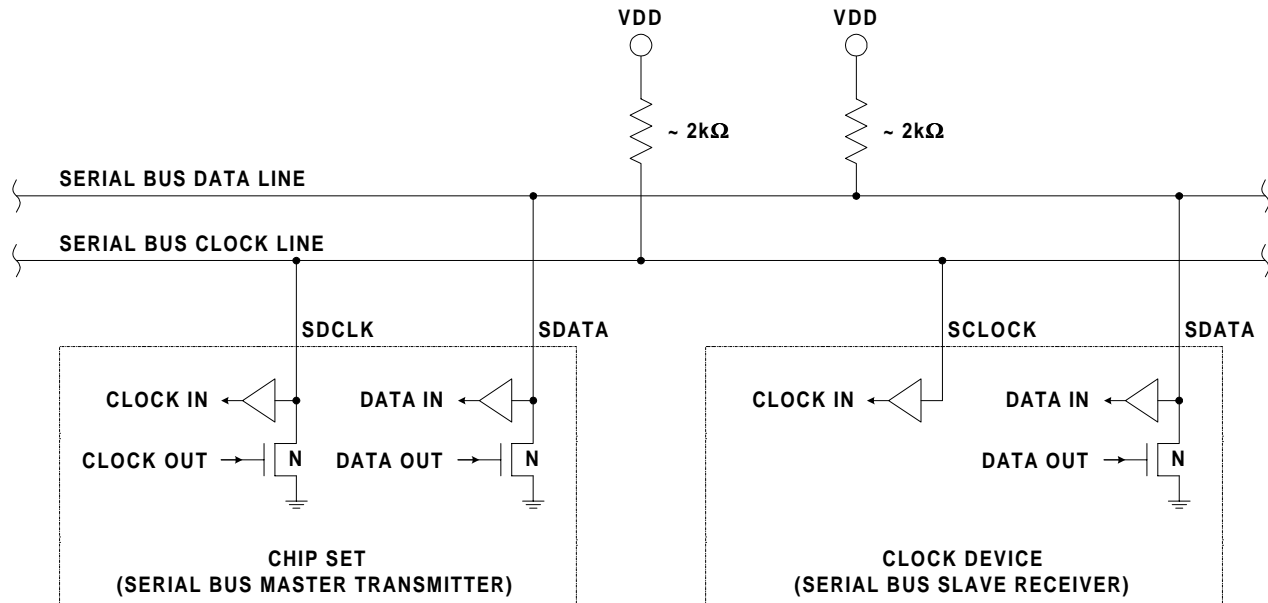 VDD
VDD
~ 2kΩ
~ 2kΩ
SERIAL BUS DATA LINE
SERIAL BUS CLOCK LINE
SDCLK
SDATA
SCLOCK
SDATA
CLOCK IN
DATA IN
CLOCK IN
DATA IN
CLOCK OUT
N
DATA OUT
N
DATA OUT
N
CHIP SET
(SERIAL BUS MASTER TRANSMITTER)
CLOCK DEVICE
(SERIAL BUS SLAVE RECEIVER)